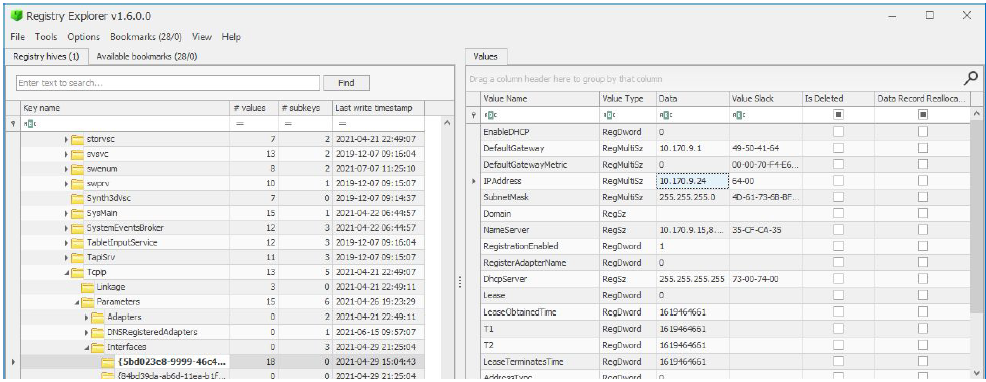 Registry Explorer v1.6.0.0
File Tools Options Bookmarks (28/0) View Help
Registry hives (1) Available bookmarks (28/0)
Enter text to search... Find
Key name # values # subkeys Last write timestamp
= = =
storvsc 7 2 2021-04-21 22:49:07
svsvc 13 2 2019-12-07 09:16:04
swenum 8 2 2021-07-07 11:25:10
swprv 10 1 2019-12-07 09:15:07
Synth3dVsc 7 0 2019-12-07 09:15:07
SysMain 15 1 2021-04-22 06:44:57
SystemEventsBroker 12 3 2021-04-22 06:44:57
TabletInputService 12 3 2019-12-07 09:16:04
TapiSrv 11 3 2019-12-07 09:15:07
Tcpip 13 5 2021-04-21 22:49:07
Linkage 3 0 2021-04-21 22:49:11
Parameters 15 6 2021-04-26 19:23:29
Adapters 0 2 2021-04-21 22:49:11
DNSRegisteredAdapters 0 1 2021-06-15 09:57:07
Interfaces 0 3 2021-04-29 21:25:04
{5bd023e8-9999-46c4... 18 0 2021-04-29 15:04:43
{84bd39da-ab6d-11ea-b1f... 0 0 2021-04-29 21:25:04
Values
Drag a column header here to group by that column
Value Name Value Type Data Value Slack Is Deleted Data Record Realloca...
EnableDHCP RegDword 0
DefaultGateway RegMultiSz 10.170.9.1 49-50-41-64
DefaultGatewayMetric RegMultiSz 0 00-00-70-F4-E6...
IPAddress RegMultiSz 10.170.9.24 64-00
SubnetMask RegMultiSz 255.255.255.0 4D-61-73-6B-BF...
Domain RegSz
NameServer RegSz 10.170.9.15,8.... 35-CF-CA-35
RegistrationEnabled RegDword 1
RegisterAdapterName RegDword 0
DhcpServer RegSz 255.255.255.255 73-00-74-00
Lease RegDword 0
LeaseObtainedTime RegDword 1619464661
T1 RegDword 1619464661
T2 RegDword 1619464661
LeaseTerminatesTime RegDword 1619464661
AddressType RegDword 0